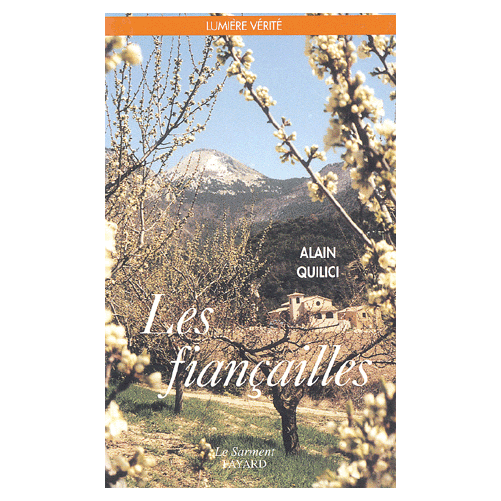 LUMIÈRE VÉRITÉ
ALAIN
QUILICI
Les
fiançailles
Le Sarment
FAYARD